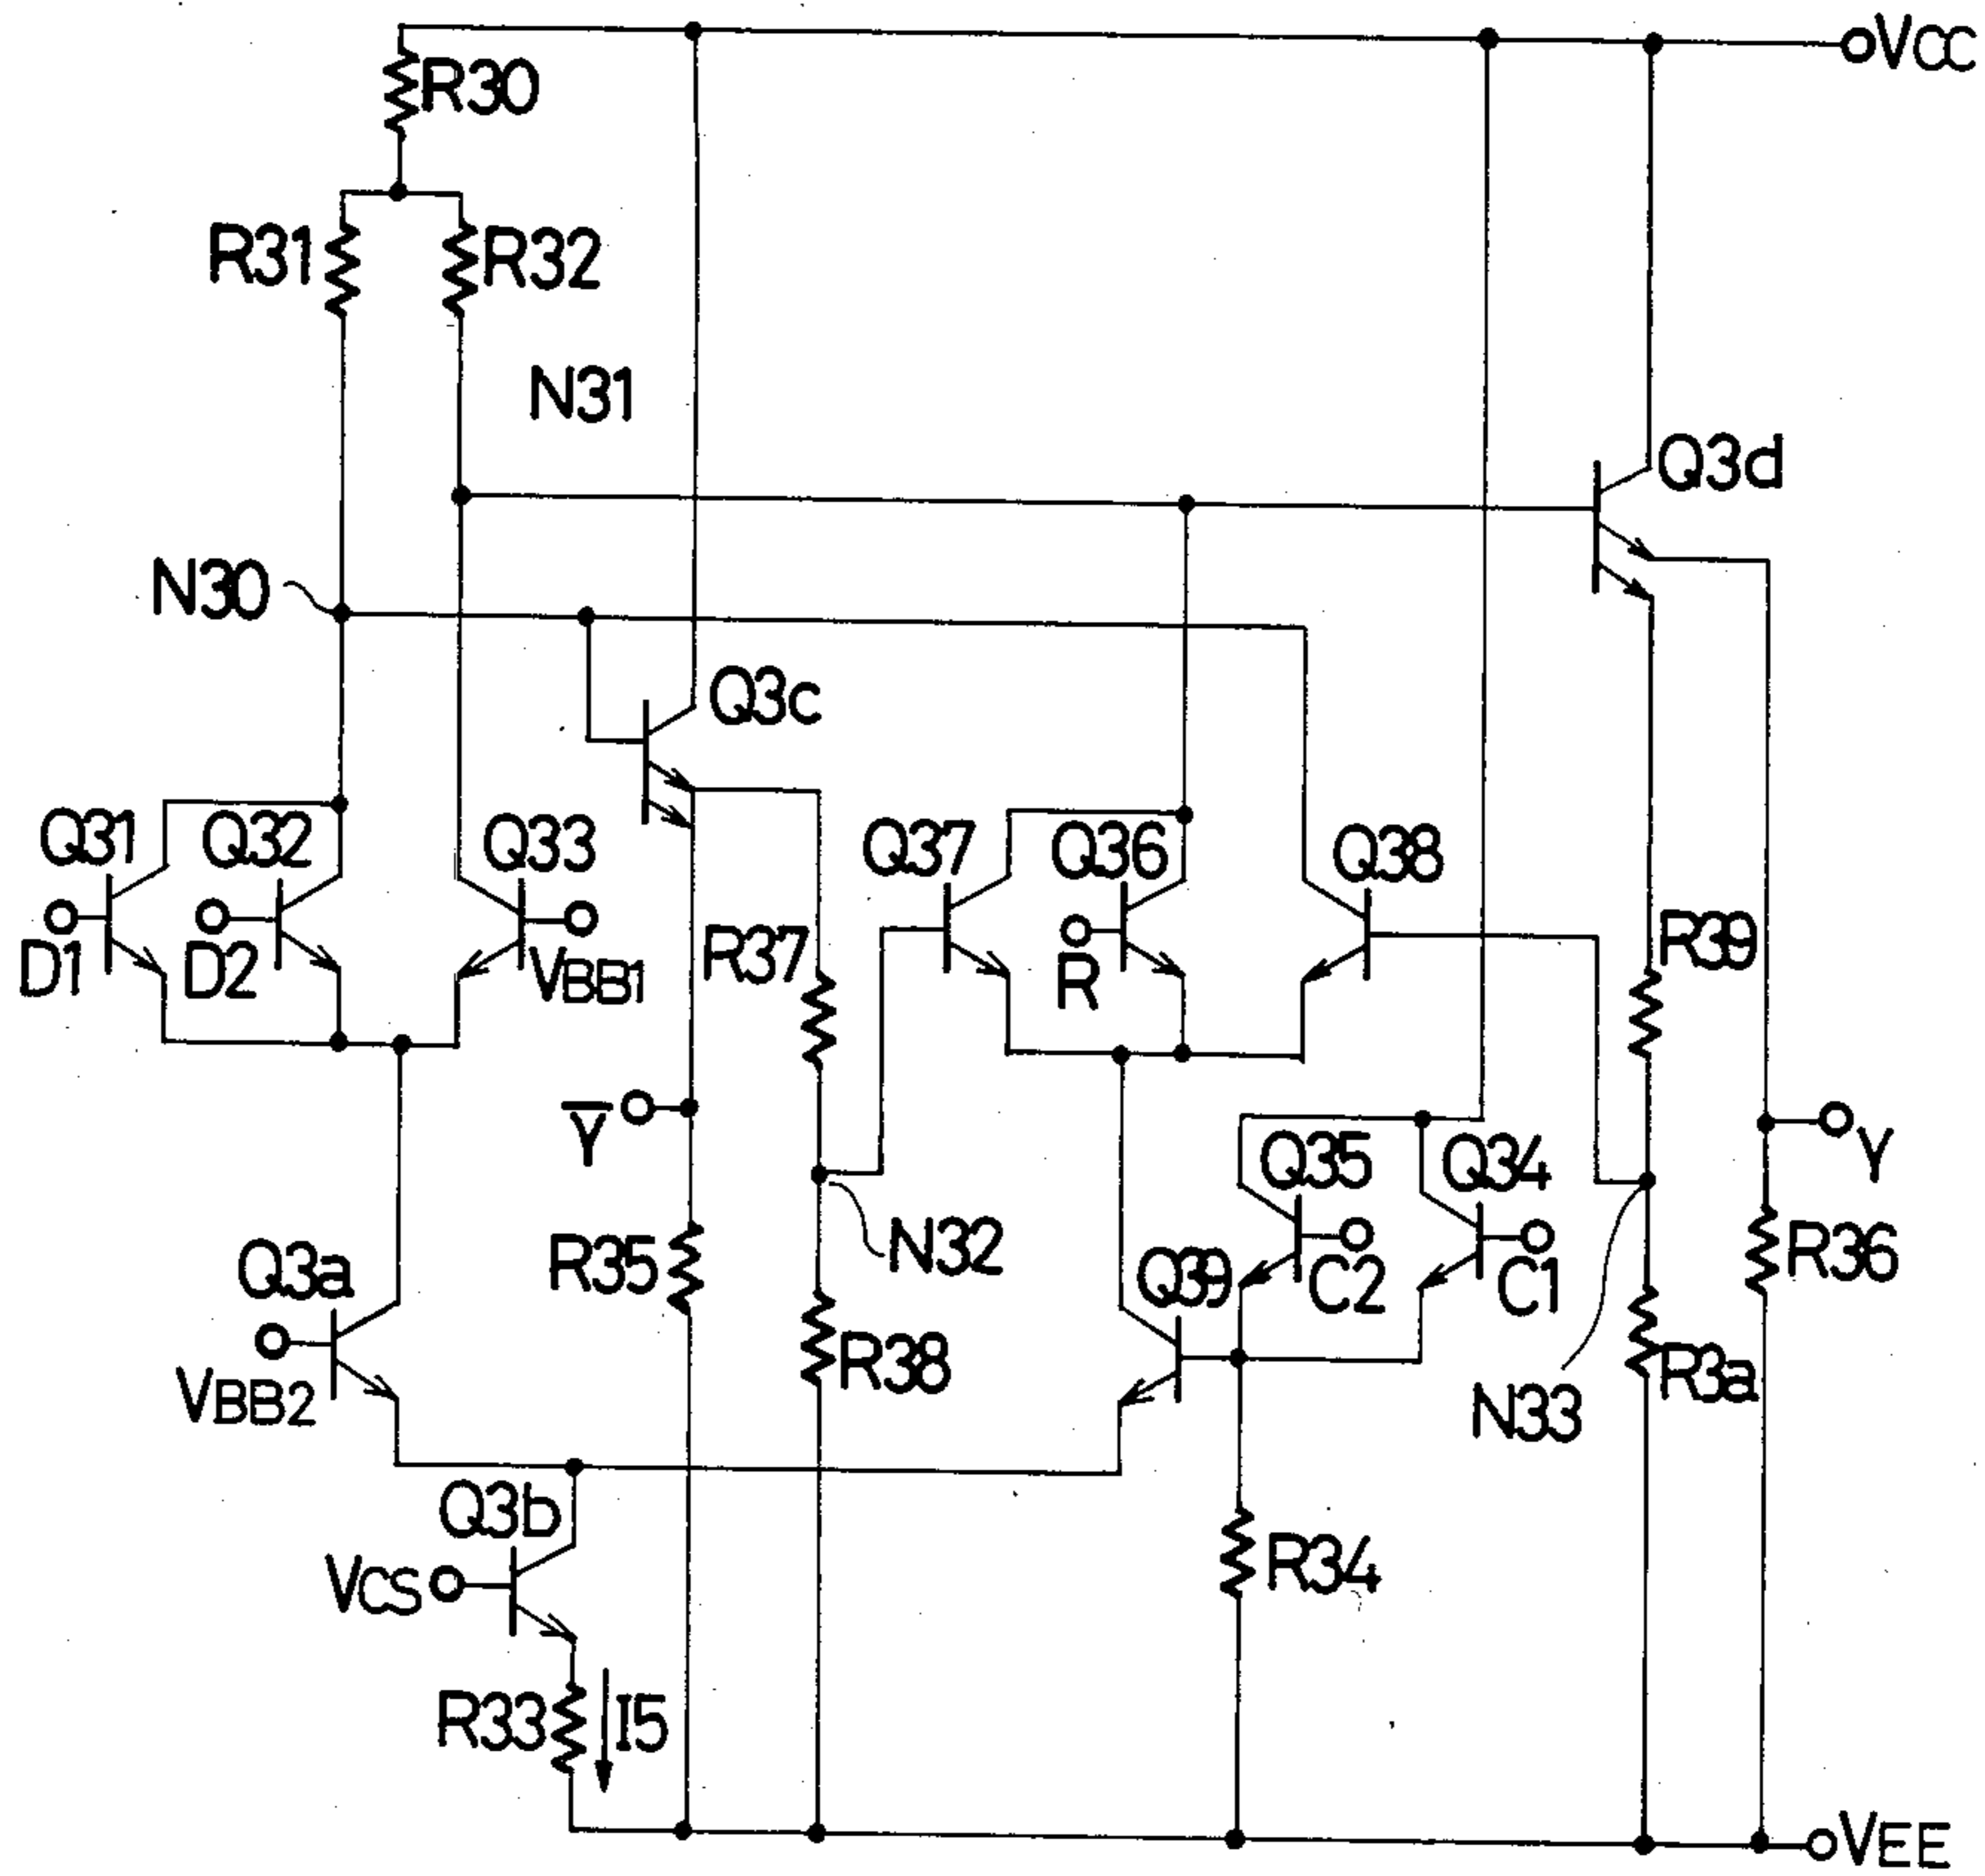 VCC
R30
R31
R32
N31
Q3d
N30
Q3c
Q31
Q32
Q33
Q37
Q36
Q38
D1
D2
VBB1
R37
R
R39
Y̅
Q35
Q34
Y
R35
N32
Q39
C2
C1
R36
Q3a
VBB2
R38
R3a
N33
Q3b
VCS
R34
R33
I5
VEE